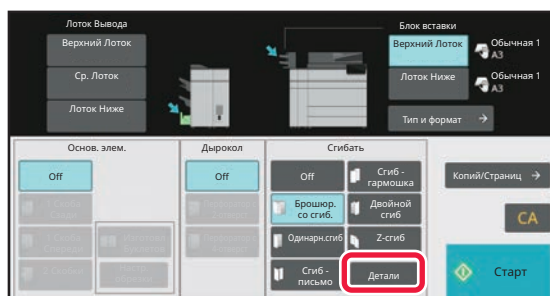 Лоток Вывода
Блок вставки
Верхний Лоток
Ср. Лоток
Лоток Ниже
Верхний Лоток
Обычная 1
A3
Лоток Ниже
Обычная 1
A3
Тип и формат
Основ. элем.
Дырокол
Сгибать
Off
Off
Off
Сгиб -
гармошка
Брошюр.
со сгиб.
Двойной
сгиб
Одинарн.сгиб
Z-сгиб
Сгиб -
письмо
Детали
Копий/Страниц
CA
Старт